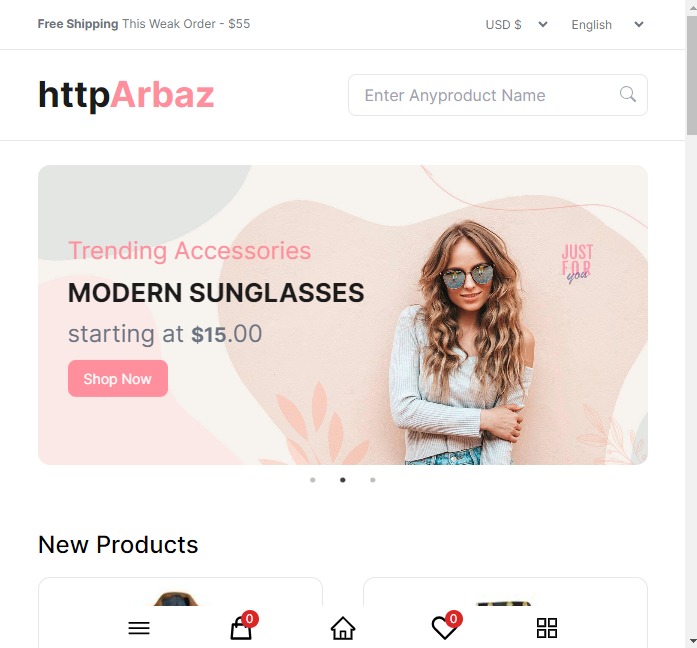 Free Shipping This Weak Order - $55
USD $
English
httpArbaz
Enter Anyproduct Name
Trending Accessories
MODERN SUNGLASSES
starting at $15.00
Shop Now
JUST
FOR
you
New Products
0
0